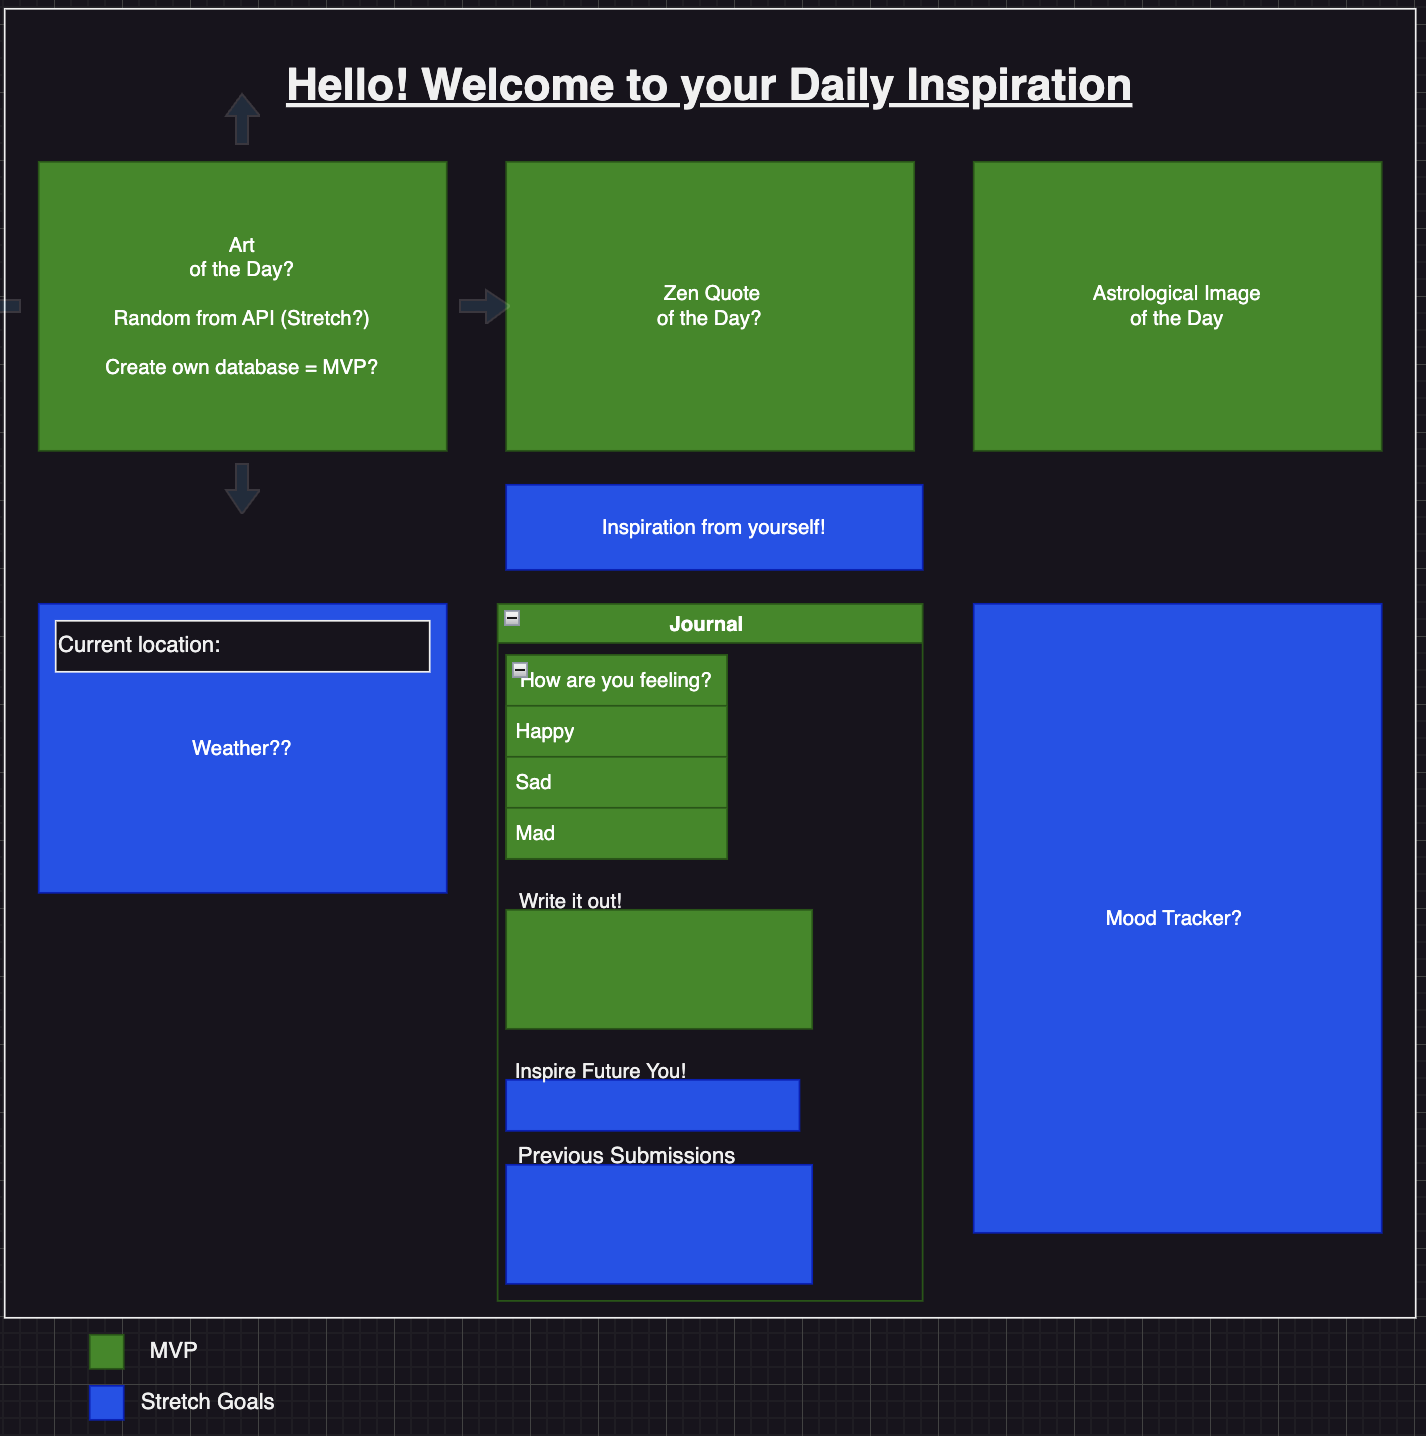 Hello! Welcome to your Daily Inspiration
Art
of the Day?
Random from API (Stretch?)
Create own database = MVP?
Zen Quote
of the Day?
Astrological Image
of the Day
Inspiration from yourself!
Current location:
Weather??
Journal
How are you feeling?
Happy
Sad
Mad
Write it out!
Inspire Future You!
Previous Submissions
Mood Tracker?
MVP
Stretch Goals